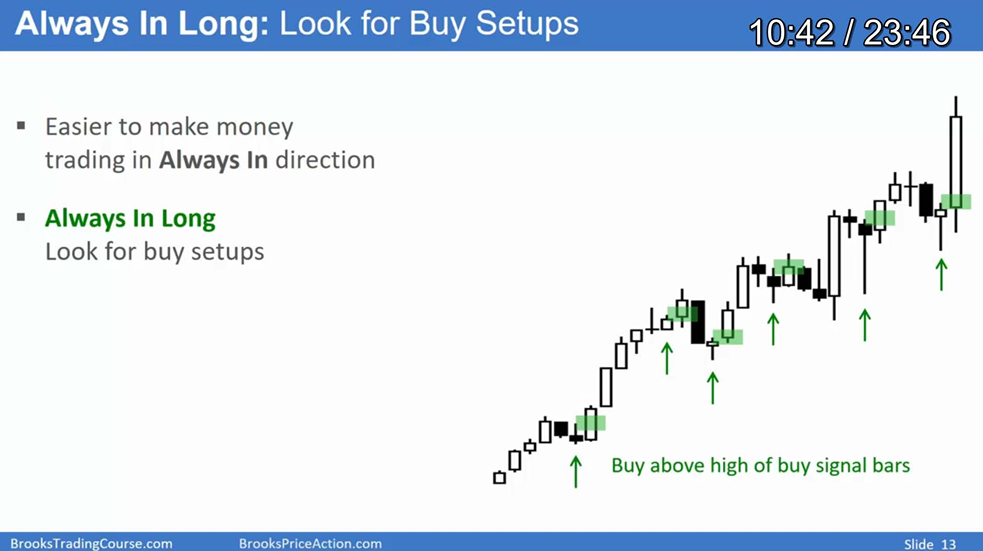 Always In Long: Look for Buy Setups
10:42 / 23:46
▪ Easier to make money
trading in Always In direction
▪ Always In Long
Look for buy setups
Buy above high of buy signal bars
BrooksTradingCourse.com
BrooksPriceAction.com
Slide 13